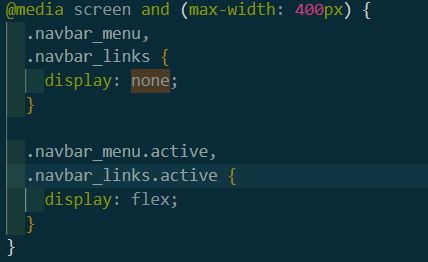 @media screen and (max-width: 400px) {
  .navbar_menu,
  .navbar_links {
    display: none;
  }

  .navbar_menu.active,
  .navbar_links.active {
    display: flex;
  }
}